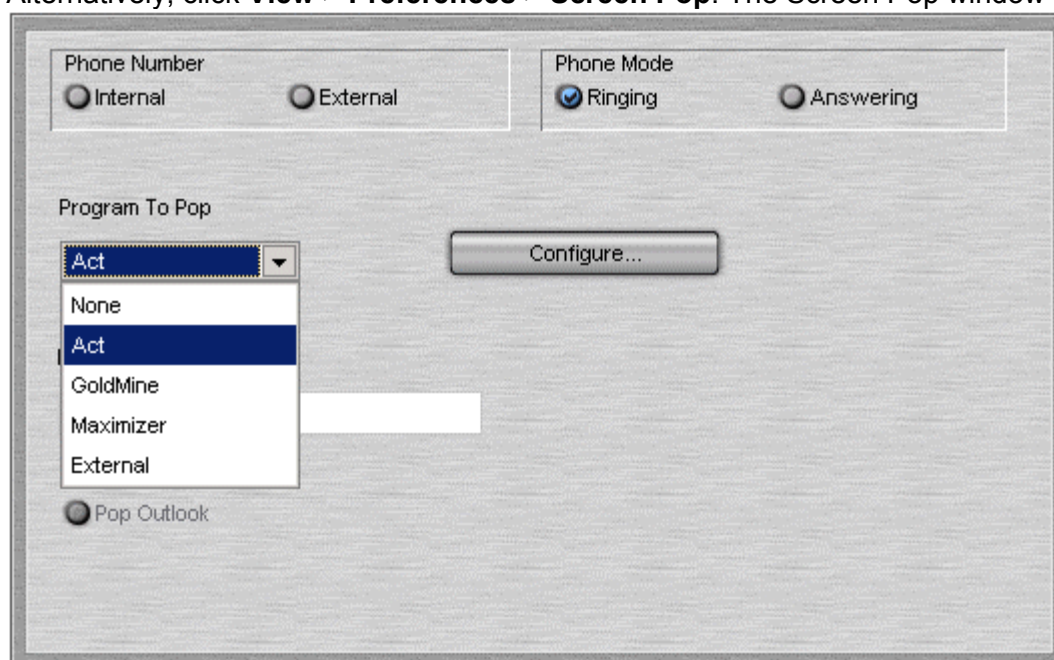 Alternatively, click View > Preferences > Screen Pop. The Screen Pop window
Phone Number
Internal External
Phone Mode
Ringing Answering
Program To Pop
Act
Configure...
None
Act
GoldMine
Maximizer
External
Pop Outlook